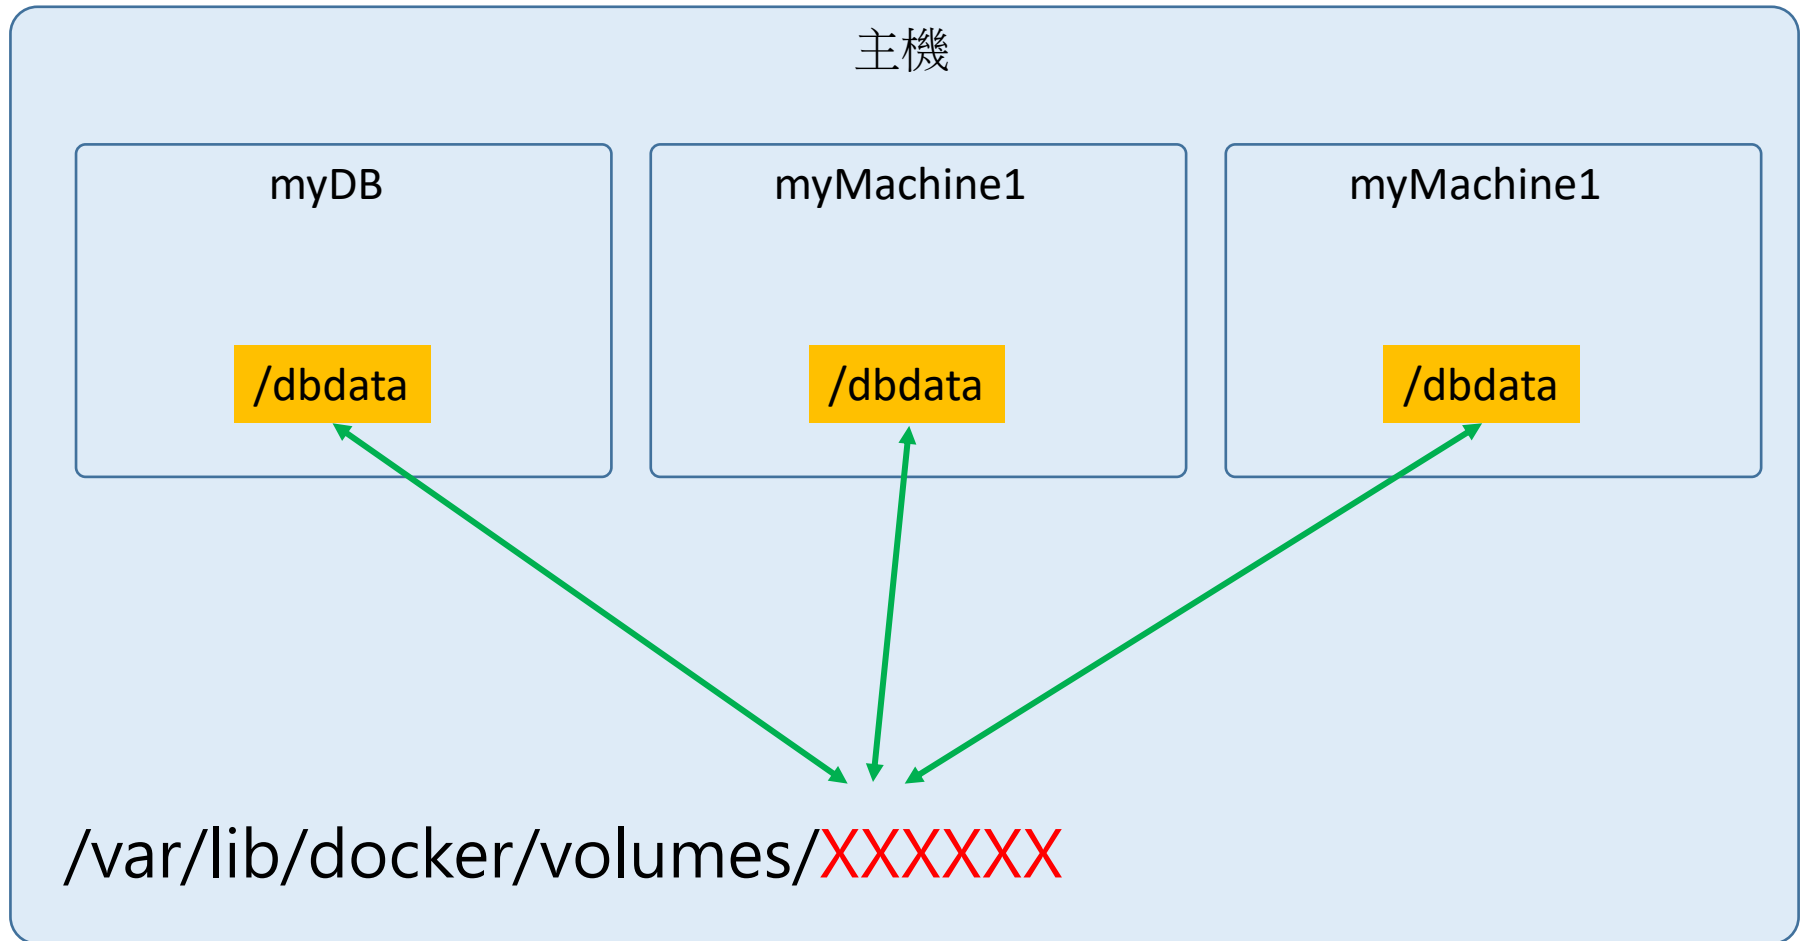 主機
myDB
myMachine1
myMachine1
/dbdata
/dbdata
/dbdata
/var/lib/docker/volumes/XXXXXX